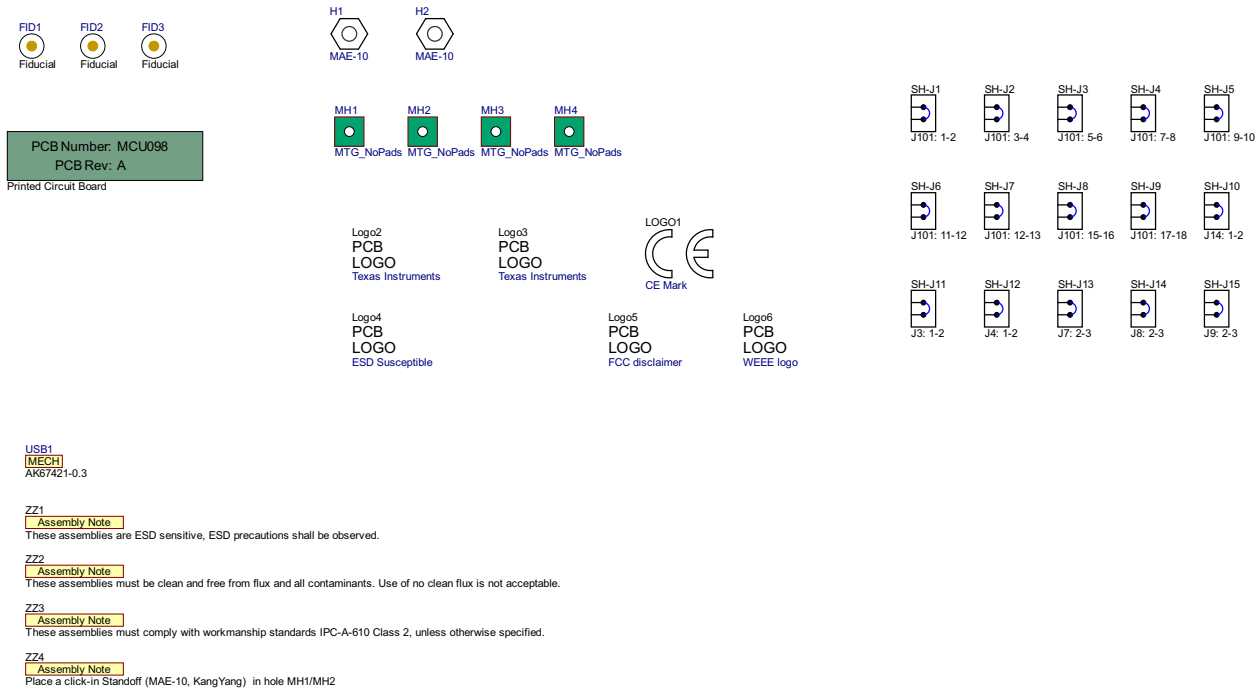 FID1 FID2 FID3
Fiducial Fiducial Fiducial
H1 H2
MAE-10 MAE-10
MH1 MH2 MH3 MH4
MTG_NoPads MTG_NoPads MTG_NoPads MTG_NoPads
PCB Number: MCU098
PCB Rev: A
Printed Circuit Board
SH-J1 SH-J2 SH-J3 SH-J4 SH-J5
J101: 1-2 J101: 3-4 J101: 5-6 J101: 7-8 J101: 9-10
SH-J6 SH-J7 SH-J8 SH-J9 SH-J10
J101: 11-12 J101: 12-13 J101: 15-16 J101: 17-18 J14: 1-2
SH-J11 SH-J12 SH-J13 SH-J14 SH-J15
J3: 1-2 J4: 1-2 J7: 2-3 J8: 2-3 J9: 2-3
Logo2
PCB
LOGO
Texas Instruments
Logo3
PCB
LOGO
Texas Instruments
LOGO1
CE
CE Mark
Logo4
PCB
LOGO
ESD Susceptible
Logo5
PCB
LOGO
FCC disclaimer
Logo6
PCB
LOGO
WEEE logo
USB1
MECH
AK67421-0.3
ZZ1
Assembly Note
These assemblies are ESD sensitive, ESD precautions shall be observed.
ZZ2
Assembly Note
These assemblies must be clean and free from flux and all contaminants. Use of no clean flux is not acceptable.
ZZ3
Assembly Note
These assemblies must comply with workmanship standards IPC-A-610 Class 2, unless otherwise specified.
ZZ4
Assembly Note
Place a click-in Standoff (MAE-10, KangYang) in hole MH1/MH2